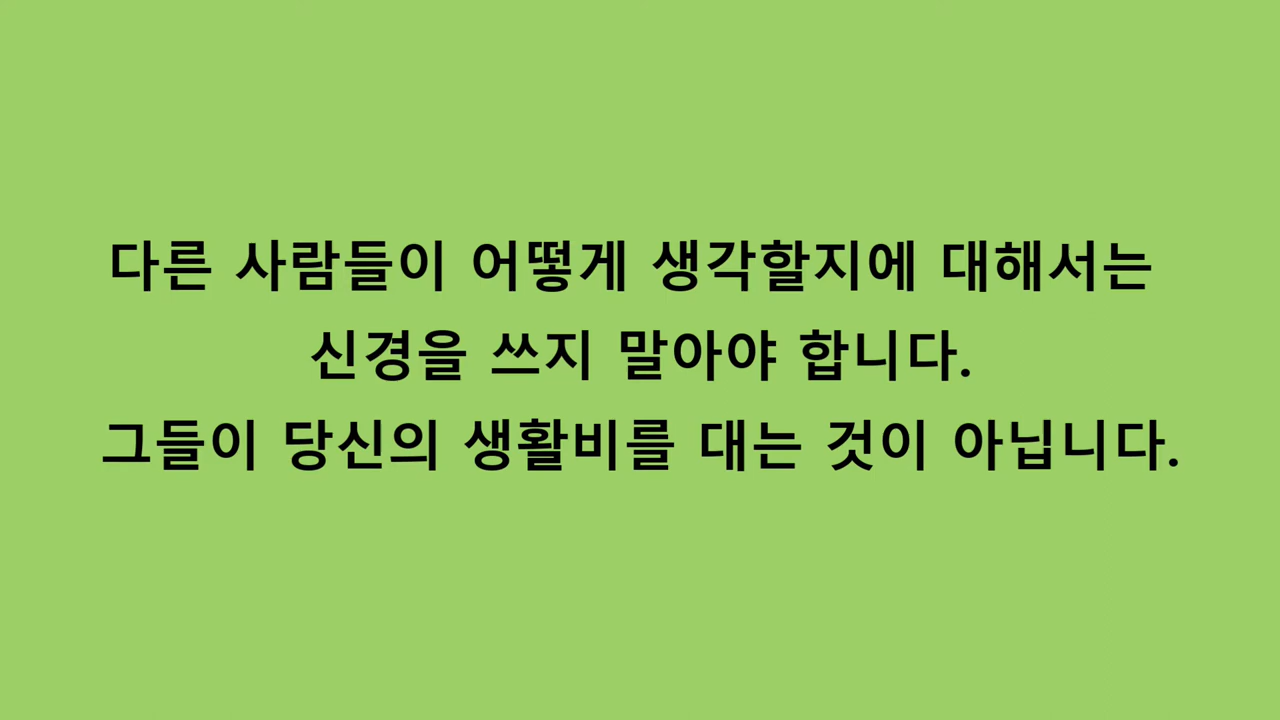 다른 사람들이 어떻게 생각할지에 대해서는
신경을 쓰지 말아야 합니다.
그들이 당신의 생활비를 대는 것이 아닙니다.